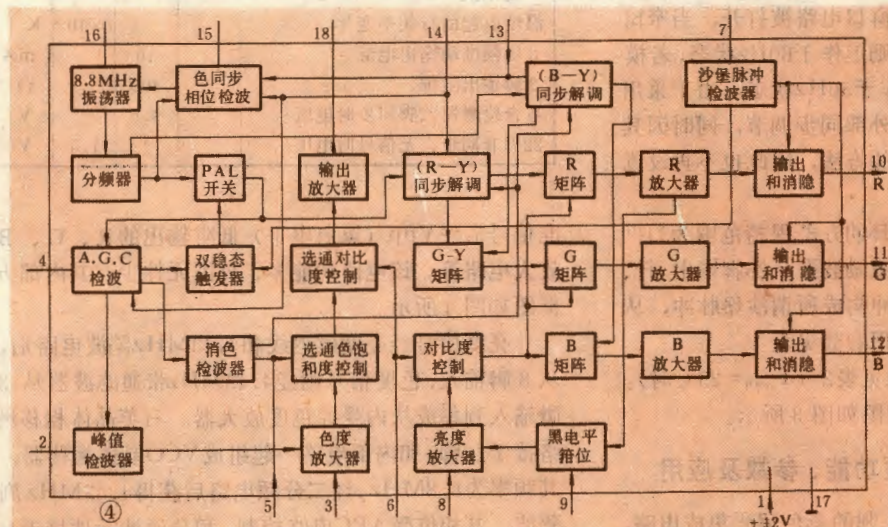 16
15
18
14
13
7
8.8MHz
振荡器
色同步
相位检波
(B—Y)
同步解调
沙堡脉冲
检波器
分频器
PAL
开关
输出
放大器
(R—Y)
同步解调
R
矩阵
R
放大器
输出
和消隐
10
R
4
A.G.C
检波
双稳态
触发器
选通对比
度控制
G-Y
矩阵
G
矩阵
G
放大器
输出
和消隐
11
G
消色
检波器
选通色饱
和度控制
对比度
控制
B
矩阵
B
放大器
输出
和消隐
12
B
2
峰值
检波器
色度
放大器
亮度
放大器
黑电平
箝位
④
5
3
6
8
9
1
+12V
17